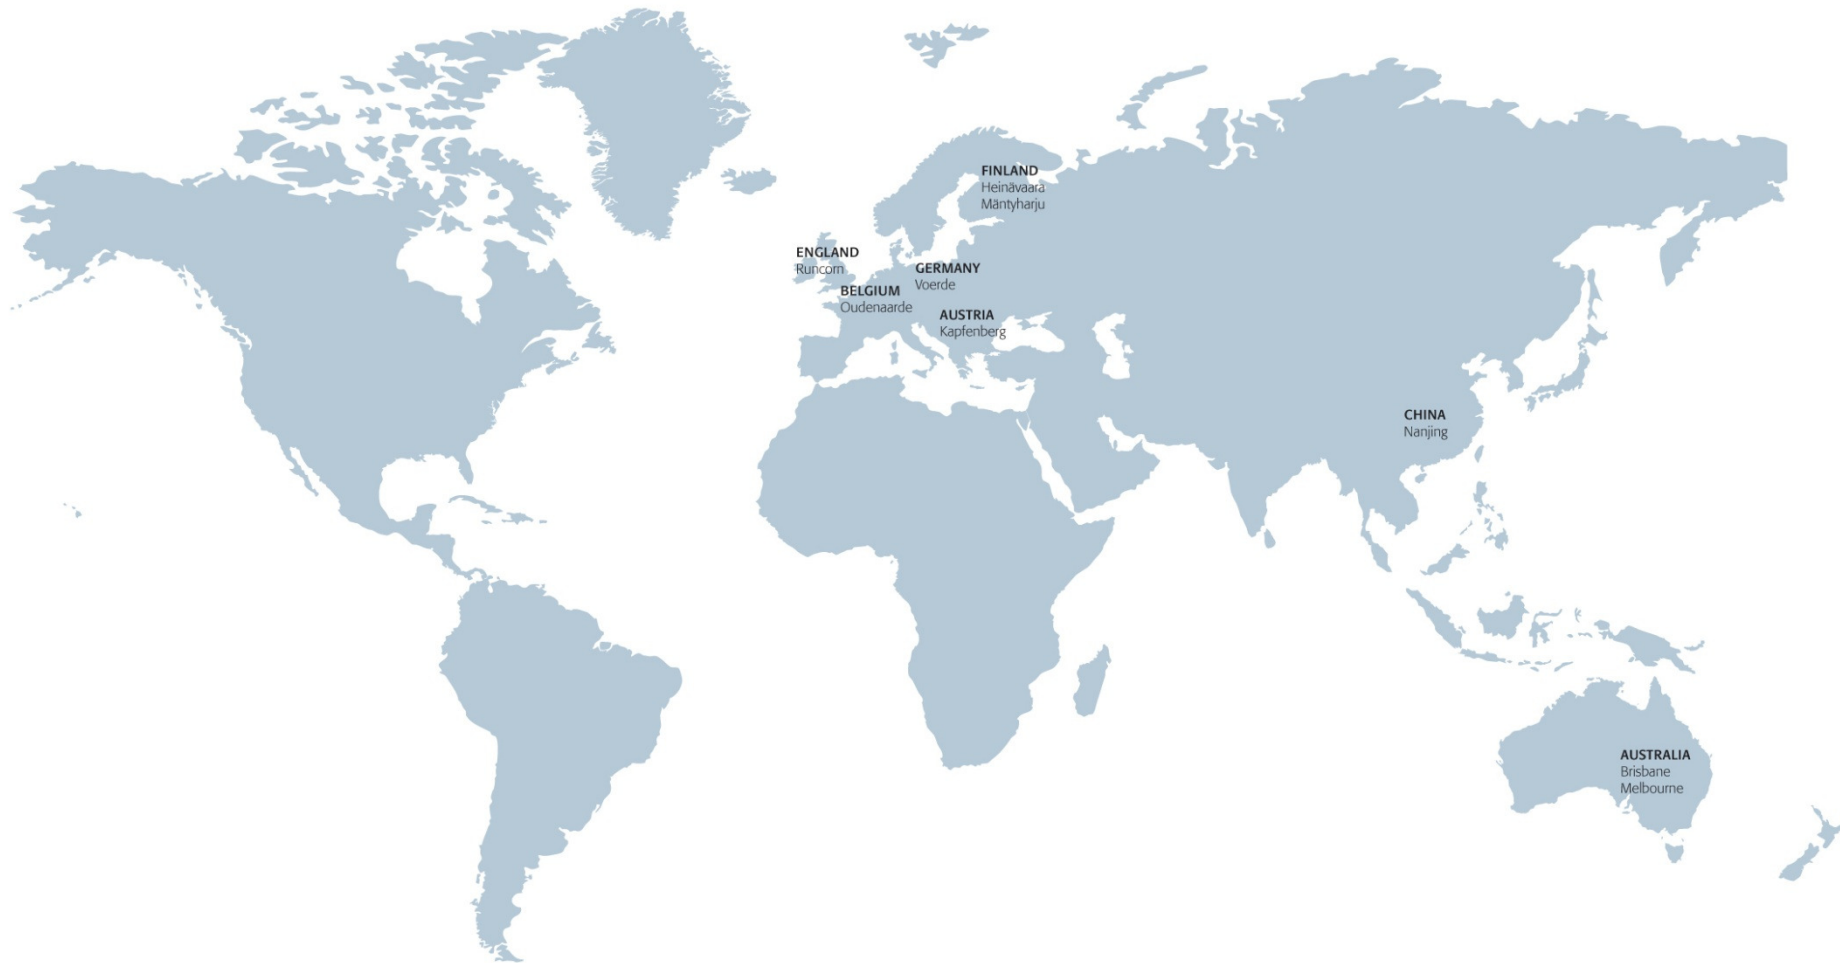 FINLAND
Heinävaara
Mäntyharju
ENGLAND
Runcorn
GERMANY
Voerde
BELGIUM
Oudenaarde
AUSTRIA
Kapfenberg
CHINA
Nanjing
AUSTRALIA
Brisbane
Melbourne